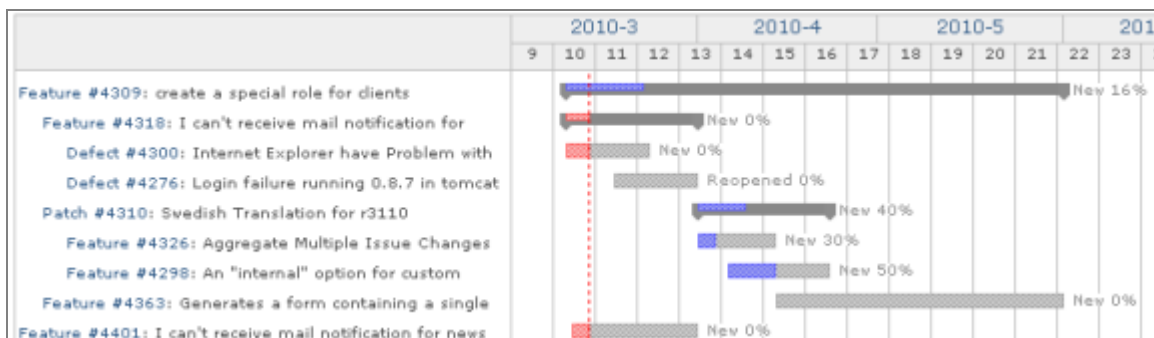 2010-3 2010-4 2010-5 201
9 10 11 12 13 14 15 16 17 18 19 20 21 22 23
Feature #4309: create a special role for clients New 16%
Feature #4318: I can't receive mail notification for New 0%
Defect #4300: Internet Explorer have Problem with New 0%
Defect #4276: Login failure running 0.8.7 in tomcat Reopened 0%
Patch #4310: Swedish Translation for r3110 New 40%
Feature #4326: Aggregate Multiple Issue Changes New 30%
Feature #4298: An "internal" option for custom New 50%
Feature #4363: Generates a form containing a single New 0%
Feature #4401: I can't receive mail notification for news New 0%